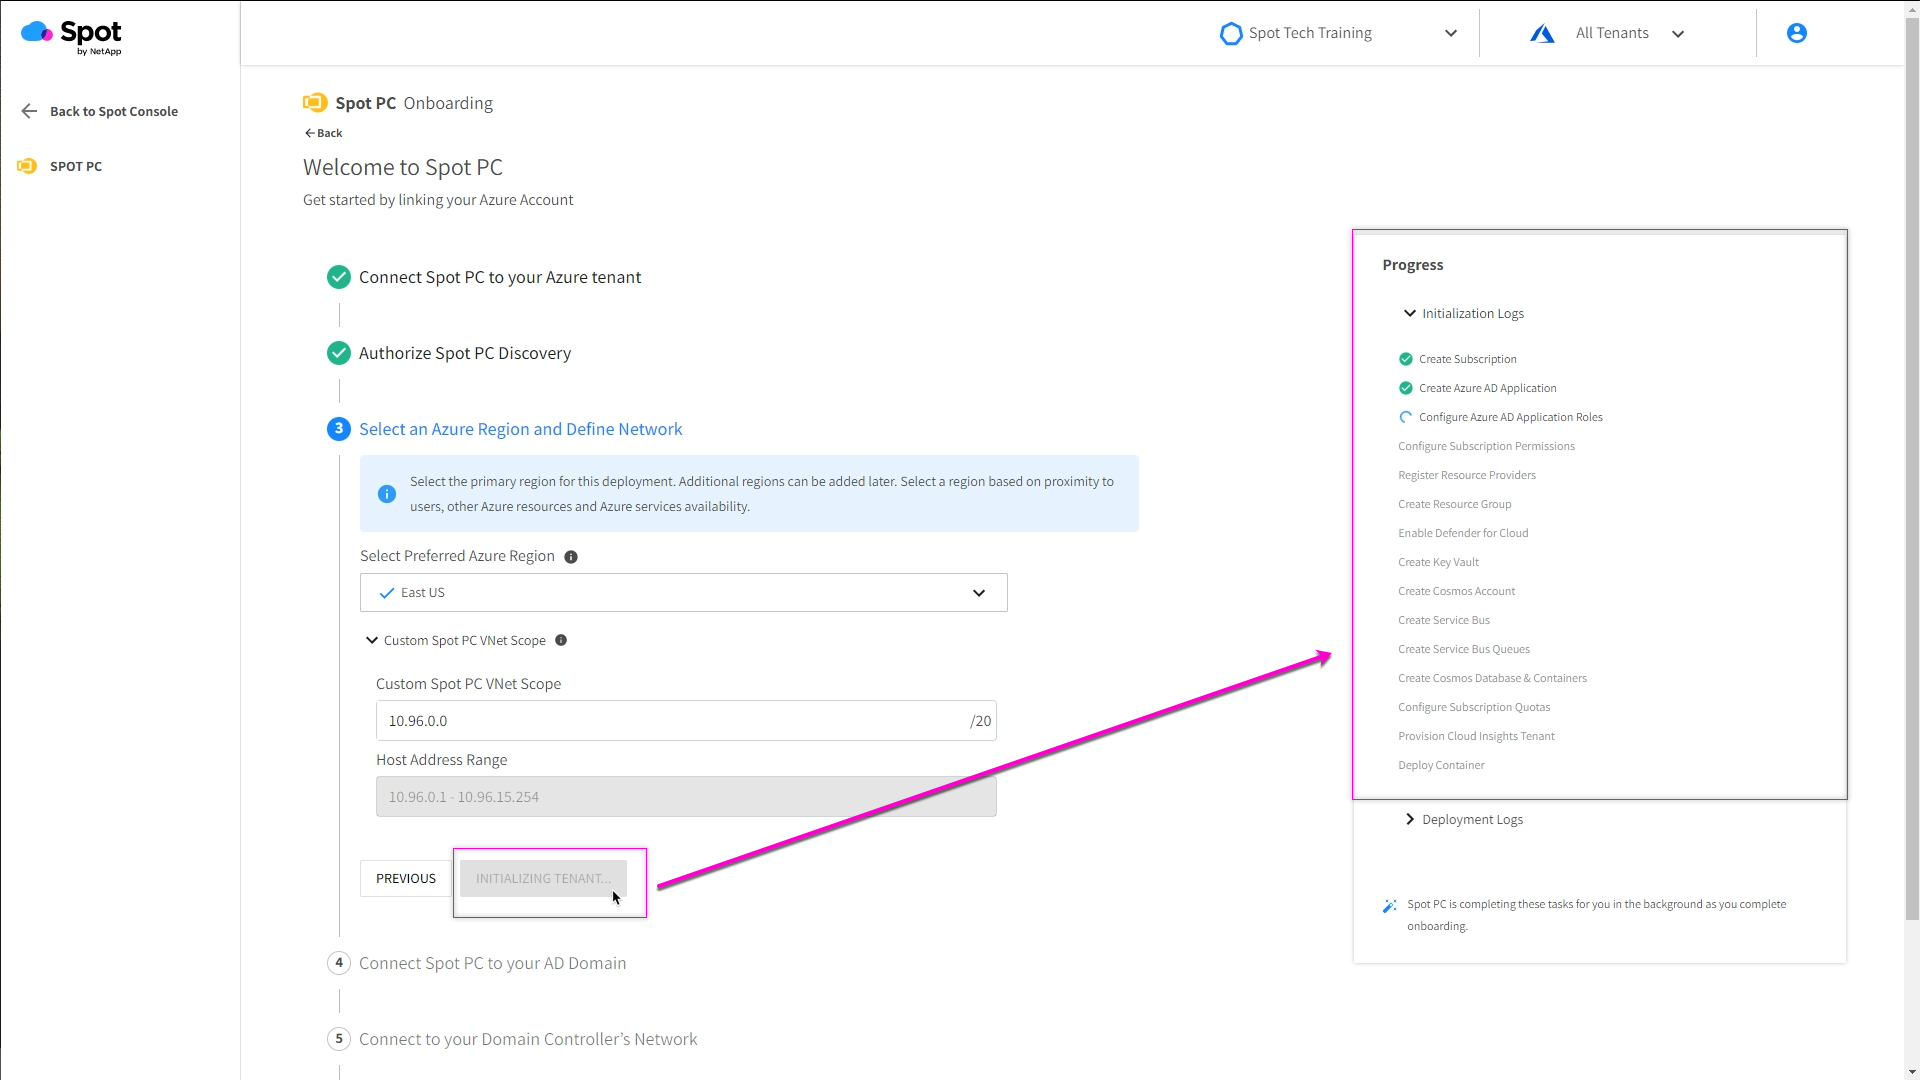 Spot
by NetApp
Spot Tech Training
All Tenants
Back to Spot Console
SPOT PC
Spot PC Onboarding
Back
Welcome to Spot PC
Get started by linking your Azure Account
Connect Spot PC to your Azure tenant
Authorize Spot PC Discovery
3 Select an Azure Region and Define Network
Select the primary region for this deployment. Additional regions can be added later. Select a region based on proximity to
users, other Azure resources and Azure services availability.
Select Preferred Azure Region
East US
Custom Spot PC VNet Scope
Custom Spot PC VNet Scope
10.96.0.0 /20
Host Address Range
10.96.0.1 - 10.96.15.254
PREVIOUS
INITIALIZING TENANT...
4 Connect Spot PC to your AD Domain
5 Connect to your Domain Controller's Network
Progress
Initialization Logs
Create Subscription
Create Azure AD Application
Configure Azure AD Application Roles
Configure Subscription Permissions
Register Resource Providers
Create Resource Group
Enable Defender for Cloud
Create Key Vault
Create Cosmos Account
Create Service Bus
Create Service Bus Queues
Create Cosmos Database & Containers
Configure Subscription Quotas
Provision Cloud Insights Tenant
Deploy Container
Deployment Logs
Spot PC is completing these tasks for you in the background as you complete
onboarding.